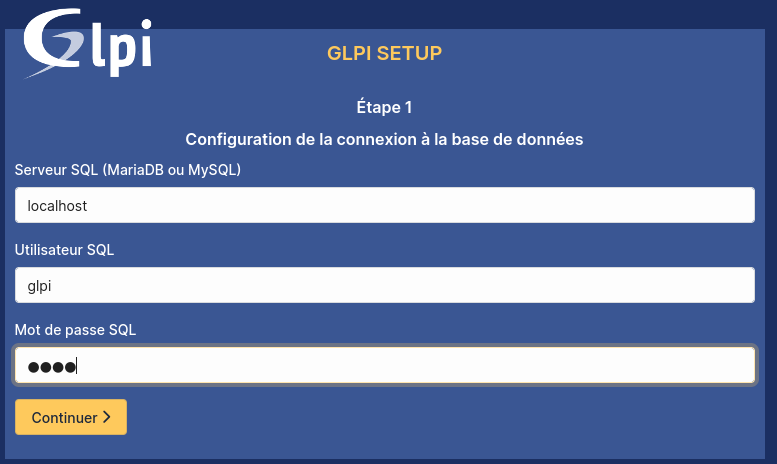 Glpi
GLPI SETUP
Étape 1
Configuration de la connexion à la base de données
Serveur SQL (MariaDB ou MySQL)
localhost
Utilisateur SQL
glpi
Mot de passe SQL
●●●●
Continuer